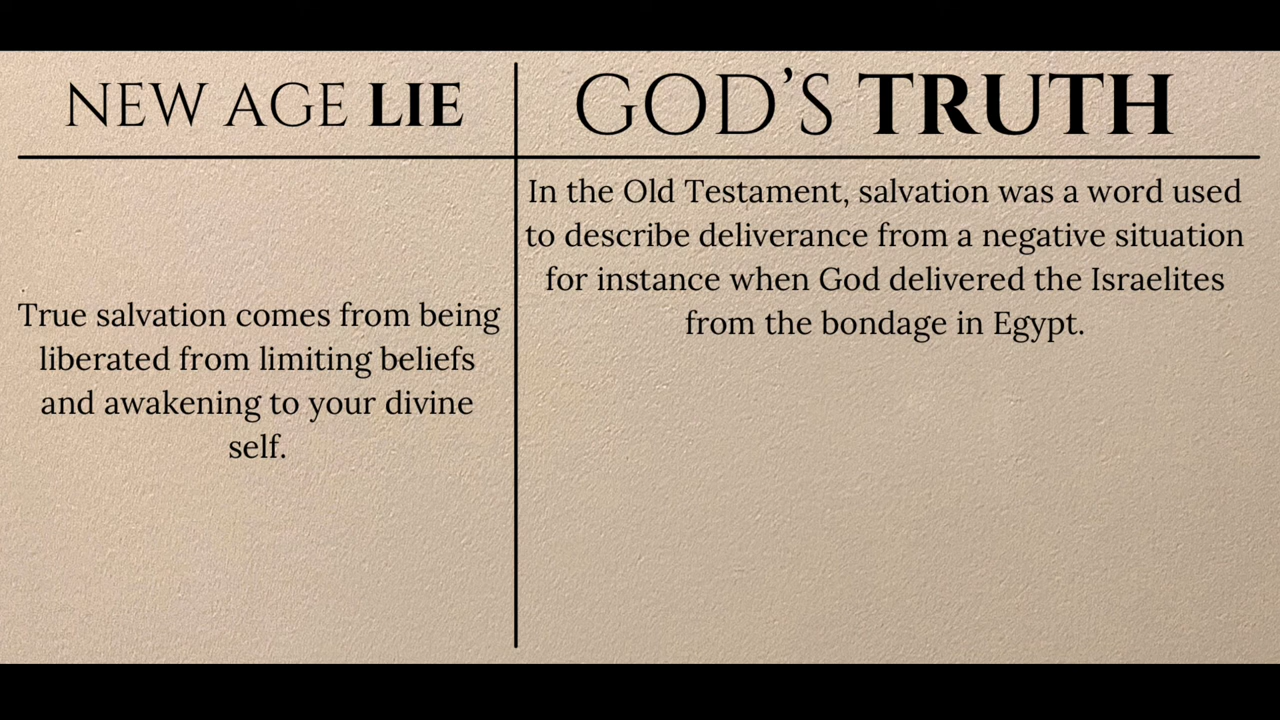 NEW AGE LIE
GOD'S TRUTH
True salvation comes from being
liberated from limiting beliefs
and awakening to your divine
self.
In the Old Testament, salvation was a word used
to describe deliverance from a negative situation
for instance when God delivered the Israelites
from the bondage in Egypt.